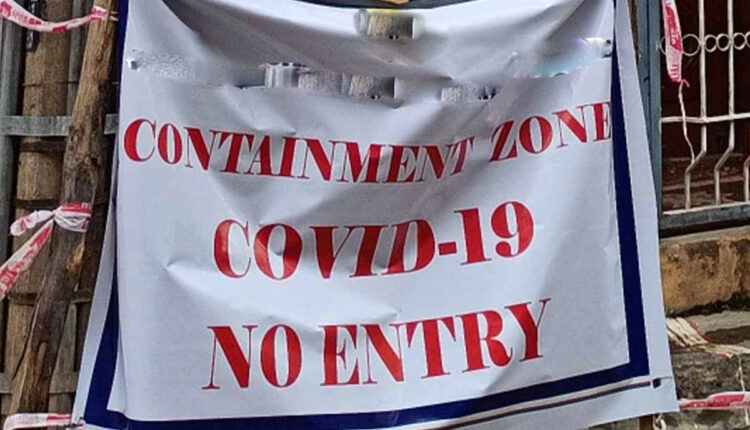 CONTAINMENT ZONE
COVID-19
NO ENTRY